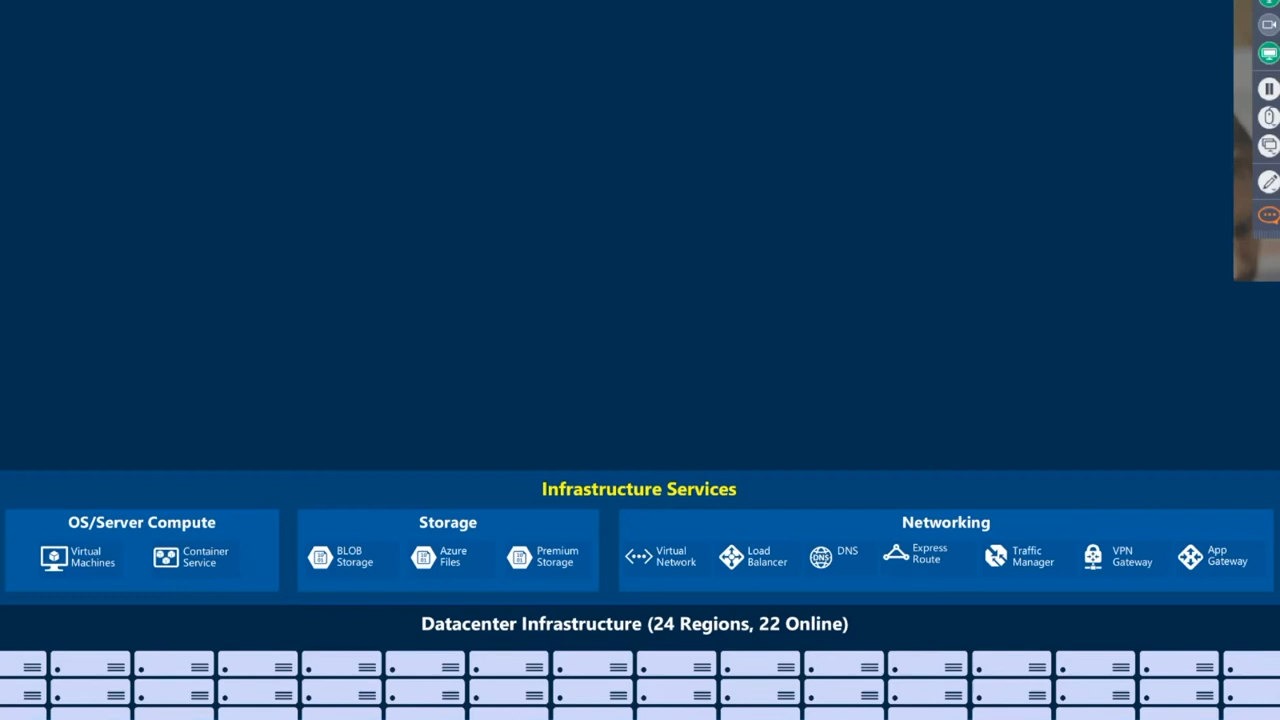 Infrastructure Services
OS/Server Compute
Virtual
Machines
Container
Service
Storage
BLOB
Storage
Azure
Files
Premium
Storage
Networking
Virtual
Network
Load
Balancer
DNS
DNS
Express
Route
Traffic
Manager
VPN
Gateway
App
Gateway
Datacenter Infrastructure (24 Regions, 22 Online)